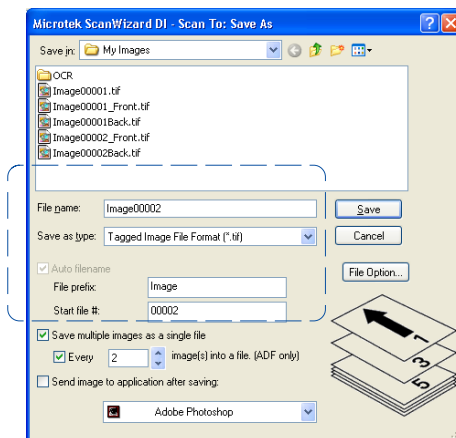 Microtek ScanWizard DI - Scan To: Save As
Save in: My Images
OCR
Image00001.tif
Image00001_Front.tif
Image00001Back.tif
Image00002_Front.tif
Image00002Back.tif
File name: Image00002 Save
Save as type: Tagged Image File Format (*.tif) Cancel
Auto filename
File Option...
File prefix: Image
Start file #: 00002
Save multiple images as a single file
Every 2 image(s) into a file. (ADF only)
Send image to application after saving:
Adobe Photoshop
1
3
5